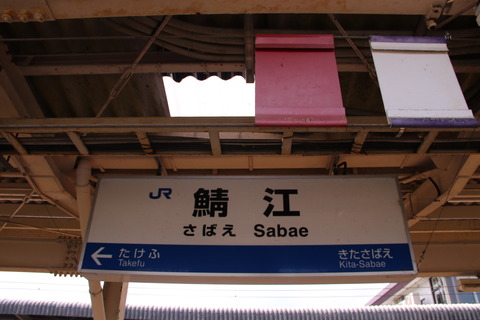 JR 鯖江
さばえ Sabae
← たけふ きたさばえ
Takefu Kita-Sabae